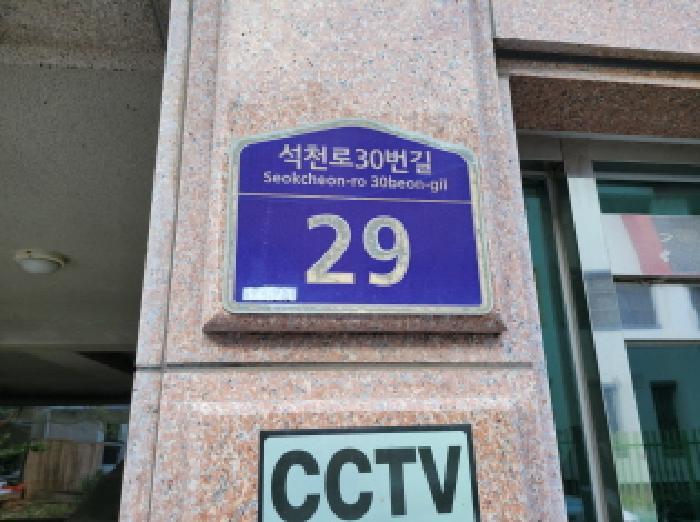 석천로30번길
Seokcheon-ro 30beon-gil
29
CCTV